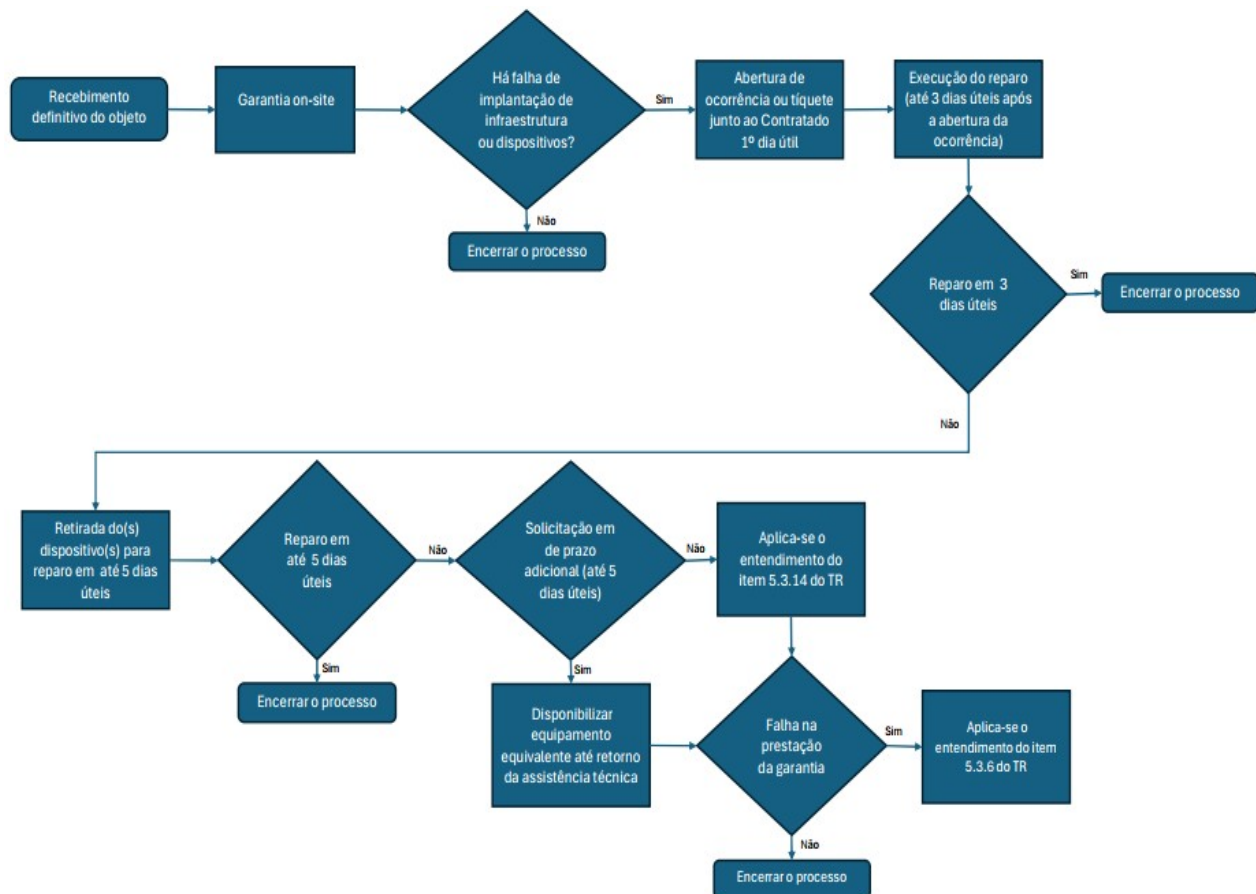 Recebimento
definitivo do objeto
Garantia on-site
Há falha de
implantação de
infraestrutura
ou dispositivos?
Sim
Abertura de
ocorrência ou tíquete
junto ao Contratado
1º dia útil
Execução do reparo
(até 3 dias úteis após
a abertura da
ocorrência)
Não
Encerrar o processo
Reparo em 3
dias úteis
Sim
Encerrar o processo
Não
Retirada do(s)
dispositivo(s) para
reparo em até 5 dias
úteis
Reparo em
até 5 dias
úteis
Não
Solicitação em
de prazo
adicional (até 5
dias úteis)
Não
Aplica-se o
entendimento do
item 5.3.14 do TR
Sim
Encerrar o processo
Sim
Disponibilizar
equipamento
equivalente até retorno
da assistência técnica
Falha na
prestação
da garantia
Sim
Aplica-se o
entendimento do item
5.3.6 do TR
Não
Encerrar o processo